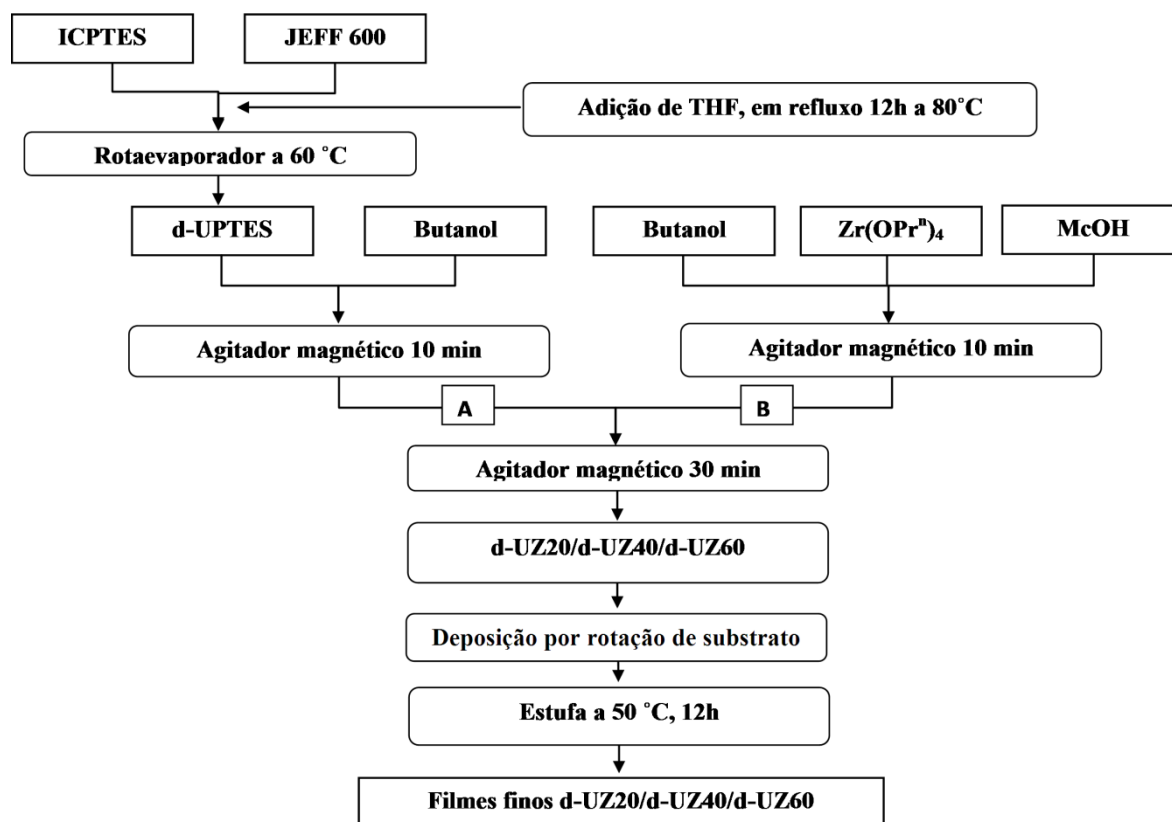 ICPTES
JEFF 600
Adição de THF, em refluxo 12h a 80˚C
Rotaevaporador a 60 ˚C
d-UPTES
Butanol
Butanol
Zr(OPrⁿ)₄
McOH
Agitador magnético 10 min
Agitador magnético 10 min
A
B
Agitador magnético 30 min
d-UZ20/d-UZ40/d-UZ60
Deposição por rotação de substrato
Estufa a 50 ˚C, 12h
Filmes finos d-UZ20/d-UZ40/d-UZ60